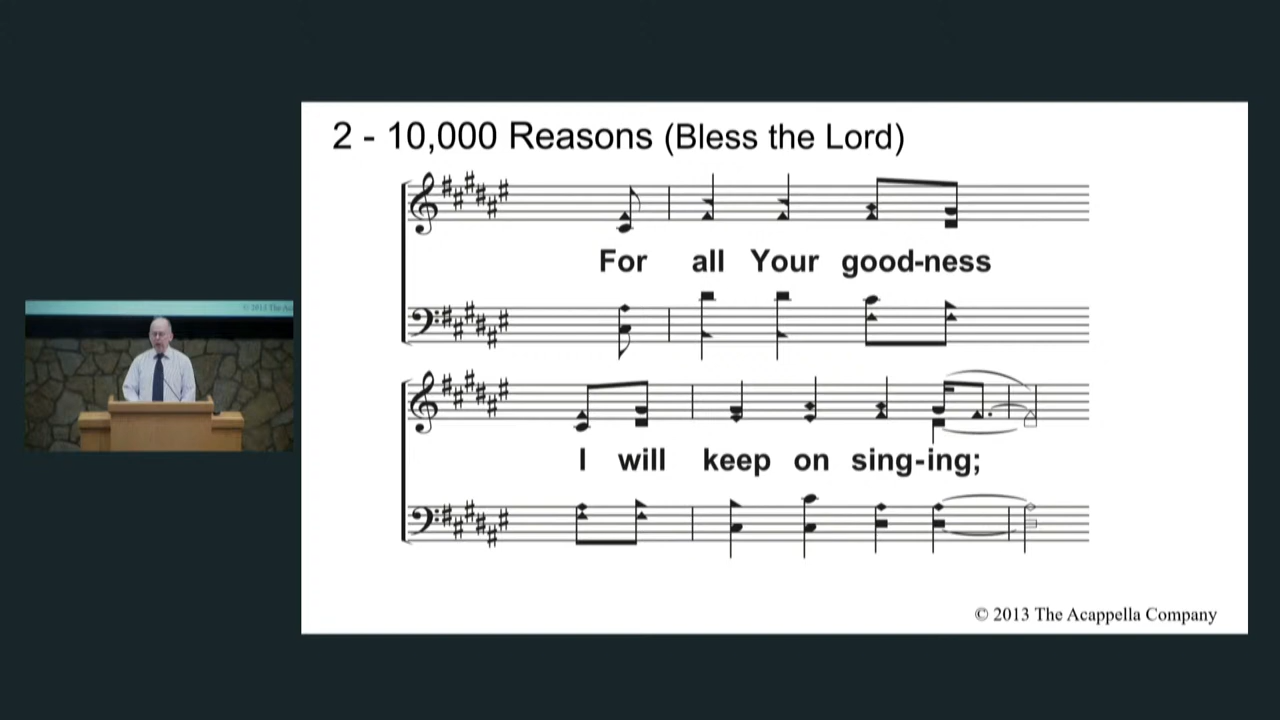 2 - 10,000 Reasons (Bless the Lord)
For all Your good-ness
I will keep on sing-ing;
© 2013 The Acappella Company